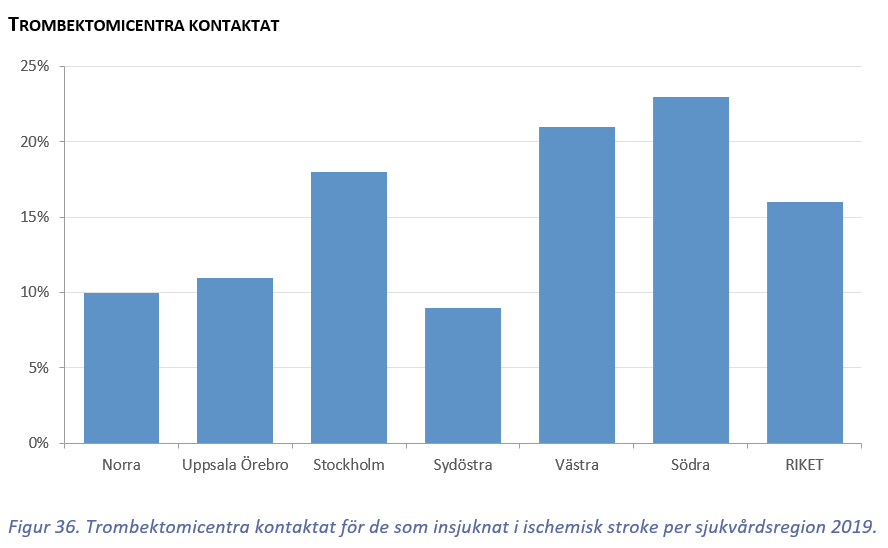 TROMBEKTOMICENTRA KONTAKTAT
25%
20%
15%
10%
5%
0%
Norra Uppsala Örebro Stockholm Sydöstra Västra Södra RIKET
Figur 36. Trombektomicentra kontaktat för de som insjuknat i ischemisk stroke per sjukvårdsregion 2019.